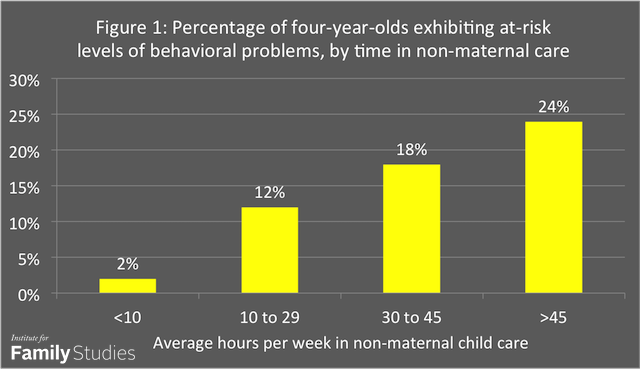 Figure 1: Percentage of four-year-olds exhibiting at-risk
levels of behavioral problems, by time in non-maternal care
30%
25%
20%
15%
10%
5%
0%
2%
12%
18%
24%
<10
10 to 29
30 to 45
>45
Average hours per week in non-maternal child care
Institute for
Family Studies